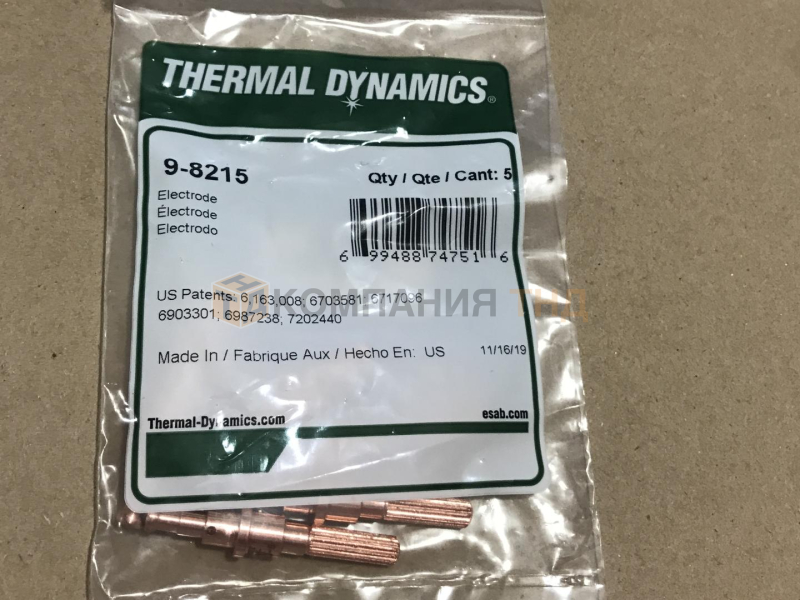 THERMAL DYNAMICS®
9-8215
Qty / Qte / Cant: 5
Electrode
Électrode
Electrodo
6 99488 74751 6
US Patents: 6,163,008; 6703581; 6717096
6903301; 6987238; 7202440
КОМПАНИЯ ТНД
Made In / Fabrique Aux / Hecho En: US 11/16/19
Thermal-Dynamics.com esab.com